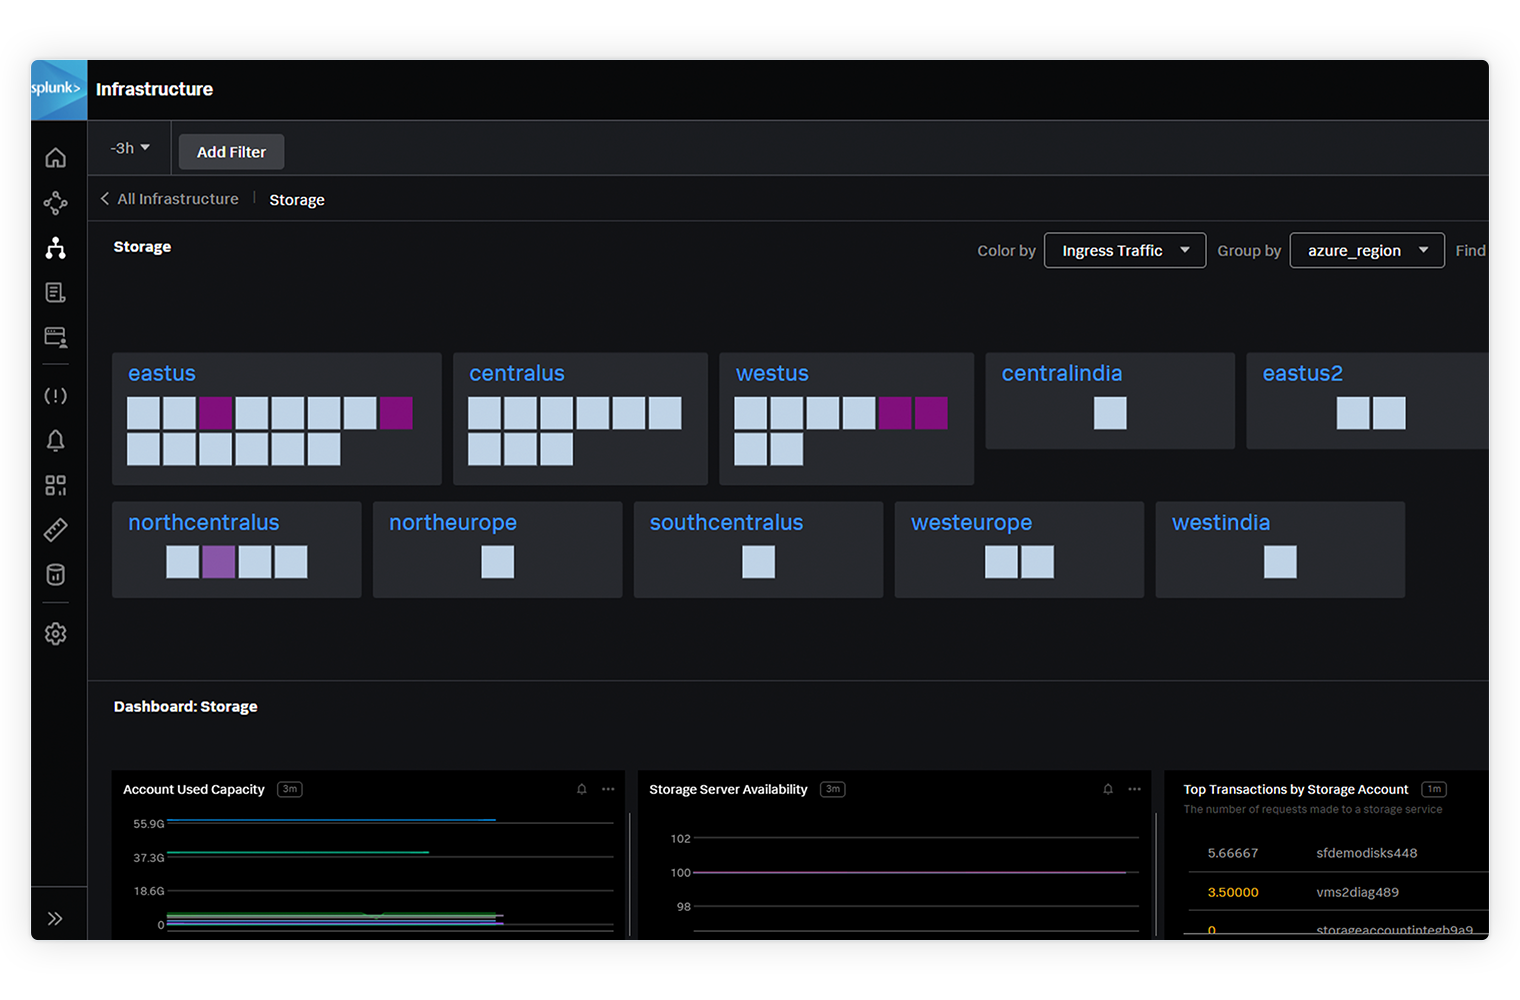 splunk> Infrastructure
-3h Add Filter
All Infrastructure Storage
Storage Color by Ingress Traffic Group by azure_region Find
eastus centralus westus centralindia eastus2
northcentralus northeurope southcentralus westeurope westindia
Dashboard: Storage
Account Used Capacity 3m
55.9G
37.3G
18.6G
0
Storage Server Availability 3m
102
100
98
Top Transactions by Storage Account 1m
The number of requests made to a storage service
5.66667 sfdemodisks448
3.50000 vms2diag489
0 storageaccountintegb9a9